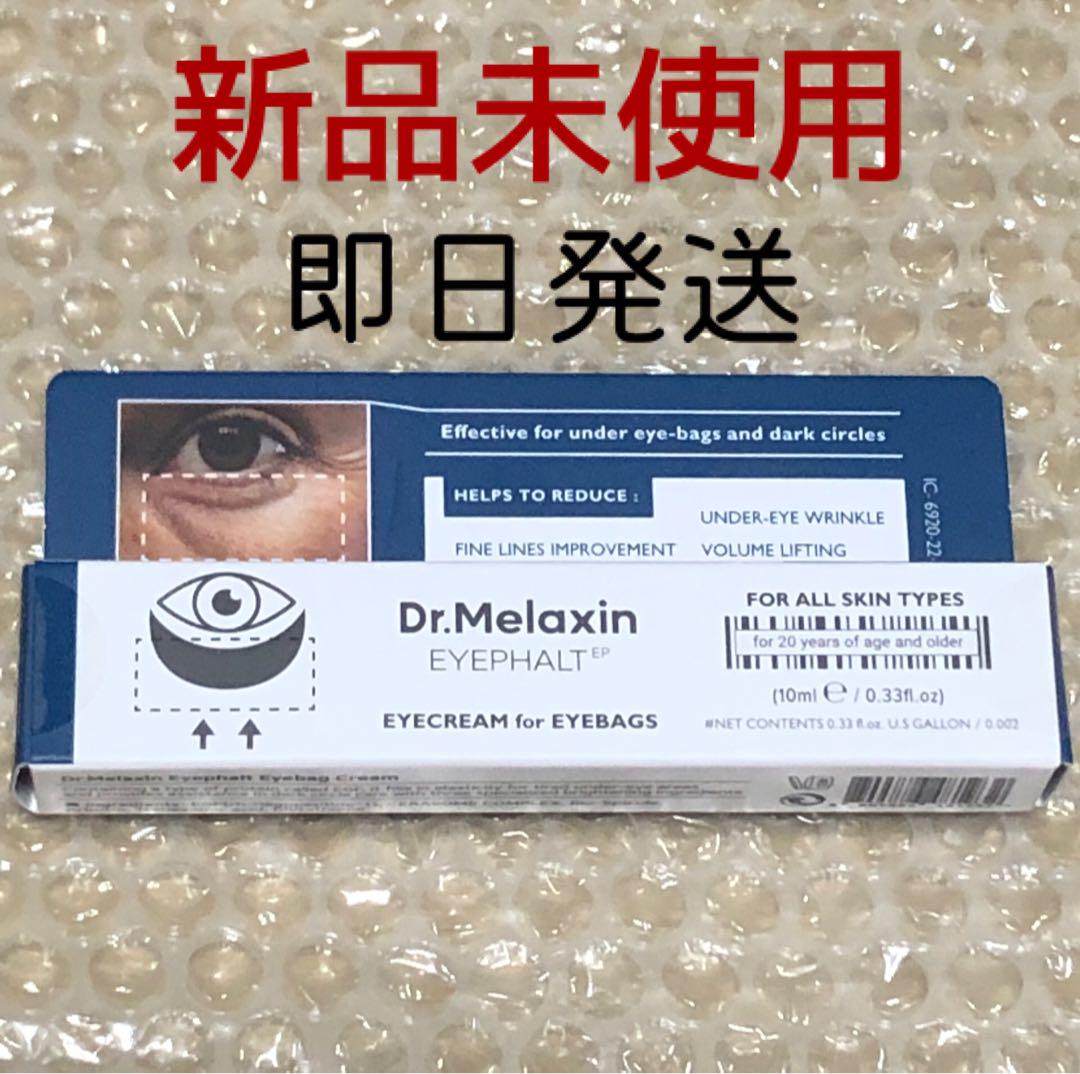 新品未使用
即日発送
Effective for under eye-bags and dark circles
HELPS TO REDUCE :
UNDER-EYE WRINKLE
FINE LINES IMPROVEMENT
VOLUME LIFTING
IC- 6920-22
Dr.Melaxin
EYEPHALT EP
EYECREAM for EYEBAGS
FOR ALL SKIN TYPES
for 20 years of age and older
(10ml ℮ / 0.33fl.oz)
#NET CONTENTS 0.33 fl.oz. U.S GALLON / 0.002
Dr.Melaxin Eyephalt Eyebag Cream